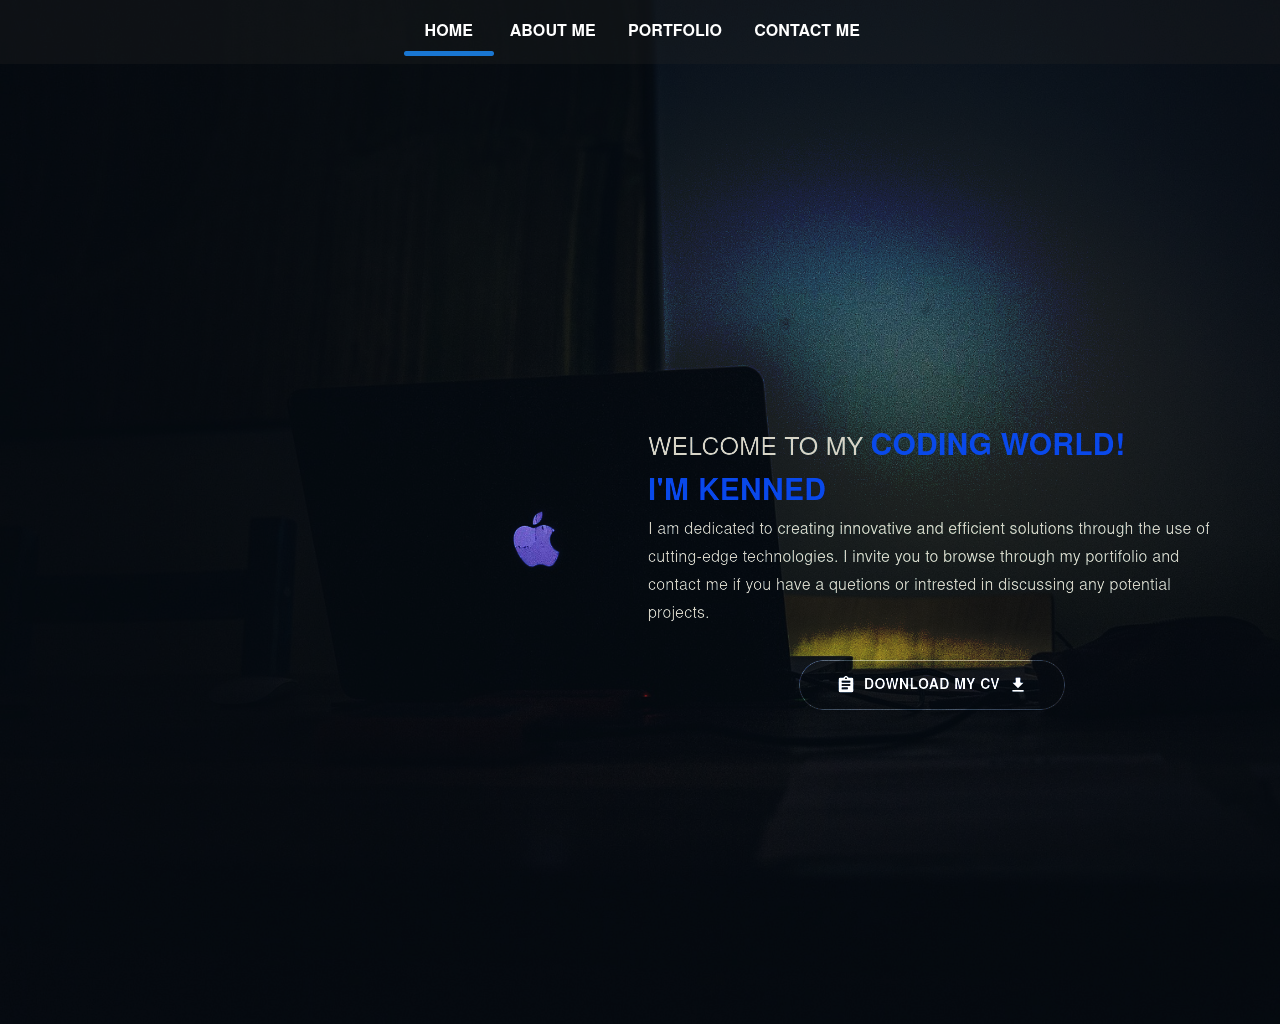 HOME ABOUT ME PORTFOLIO CONTACT ME
WELCOME TO MY CODING WORLD!
I'M KENNED
I am dedicated to creating innovative and efficient solutions through the use of
cutting-edge technologies. I invite you to browse through my portifolio and
contact me if you have a quetions or intrested in discussing any potential
projects.
DOWNLOAD MY CV